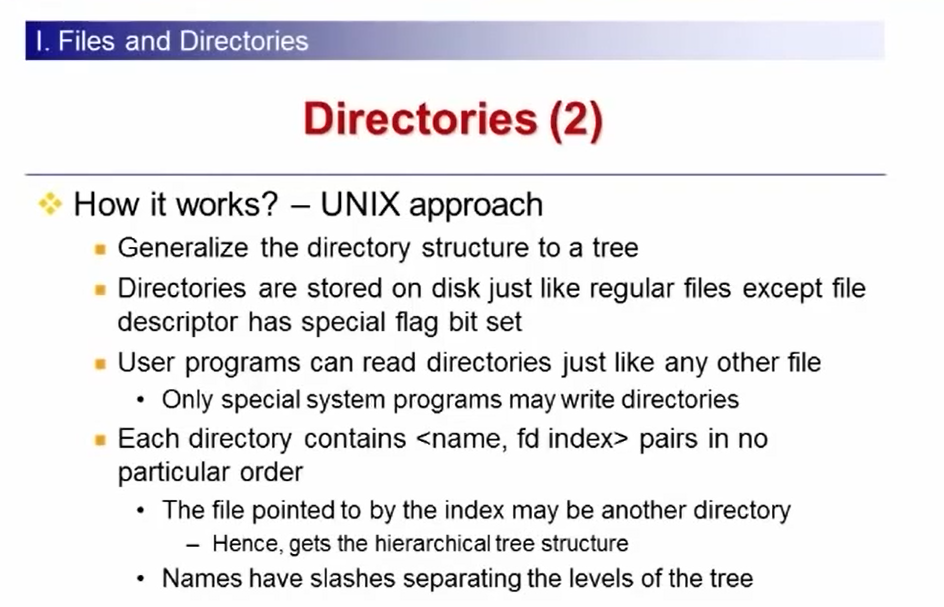 I. Files and Directories
Directories (2)
How it works? – UNIX approach
Generalize the directory structure to a tree
Directories are stored on disk just like regular files except file
descriptor has special flag bit set
User programs can read directories just like any other file
• Only special system programs may write directories
Each directory contains <name, fd index> pairs in no
particular order
• The file pointed to by the index may be another directory
– Hence, gets the hierarchical tree structure
• Names have slashes separating the levels of the tree